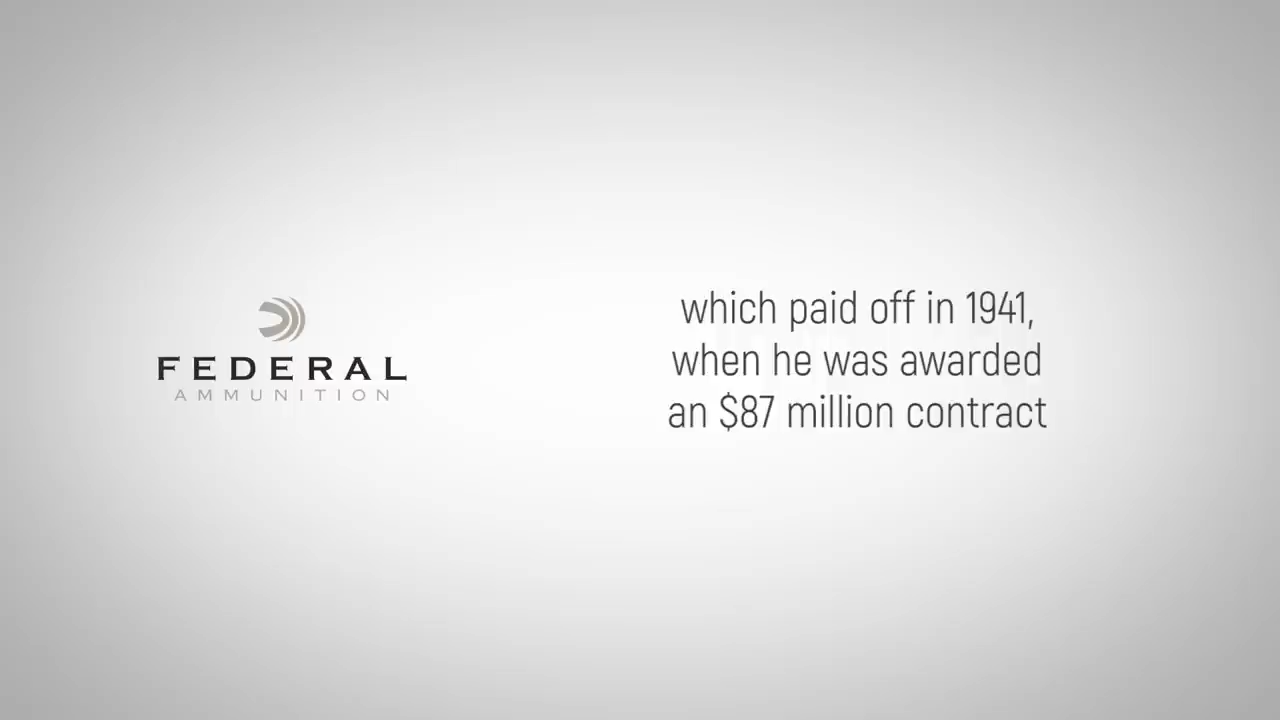 FEDERAL
AMMUNITION
which paid off in 1941,
when he was awarded
an $87 million contract